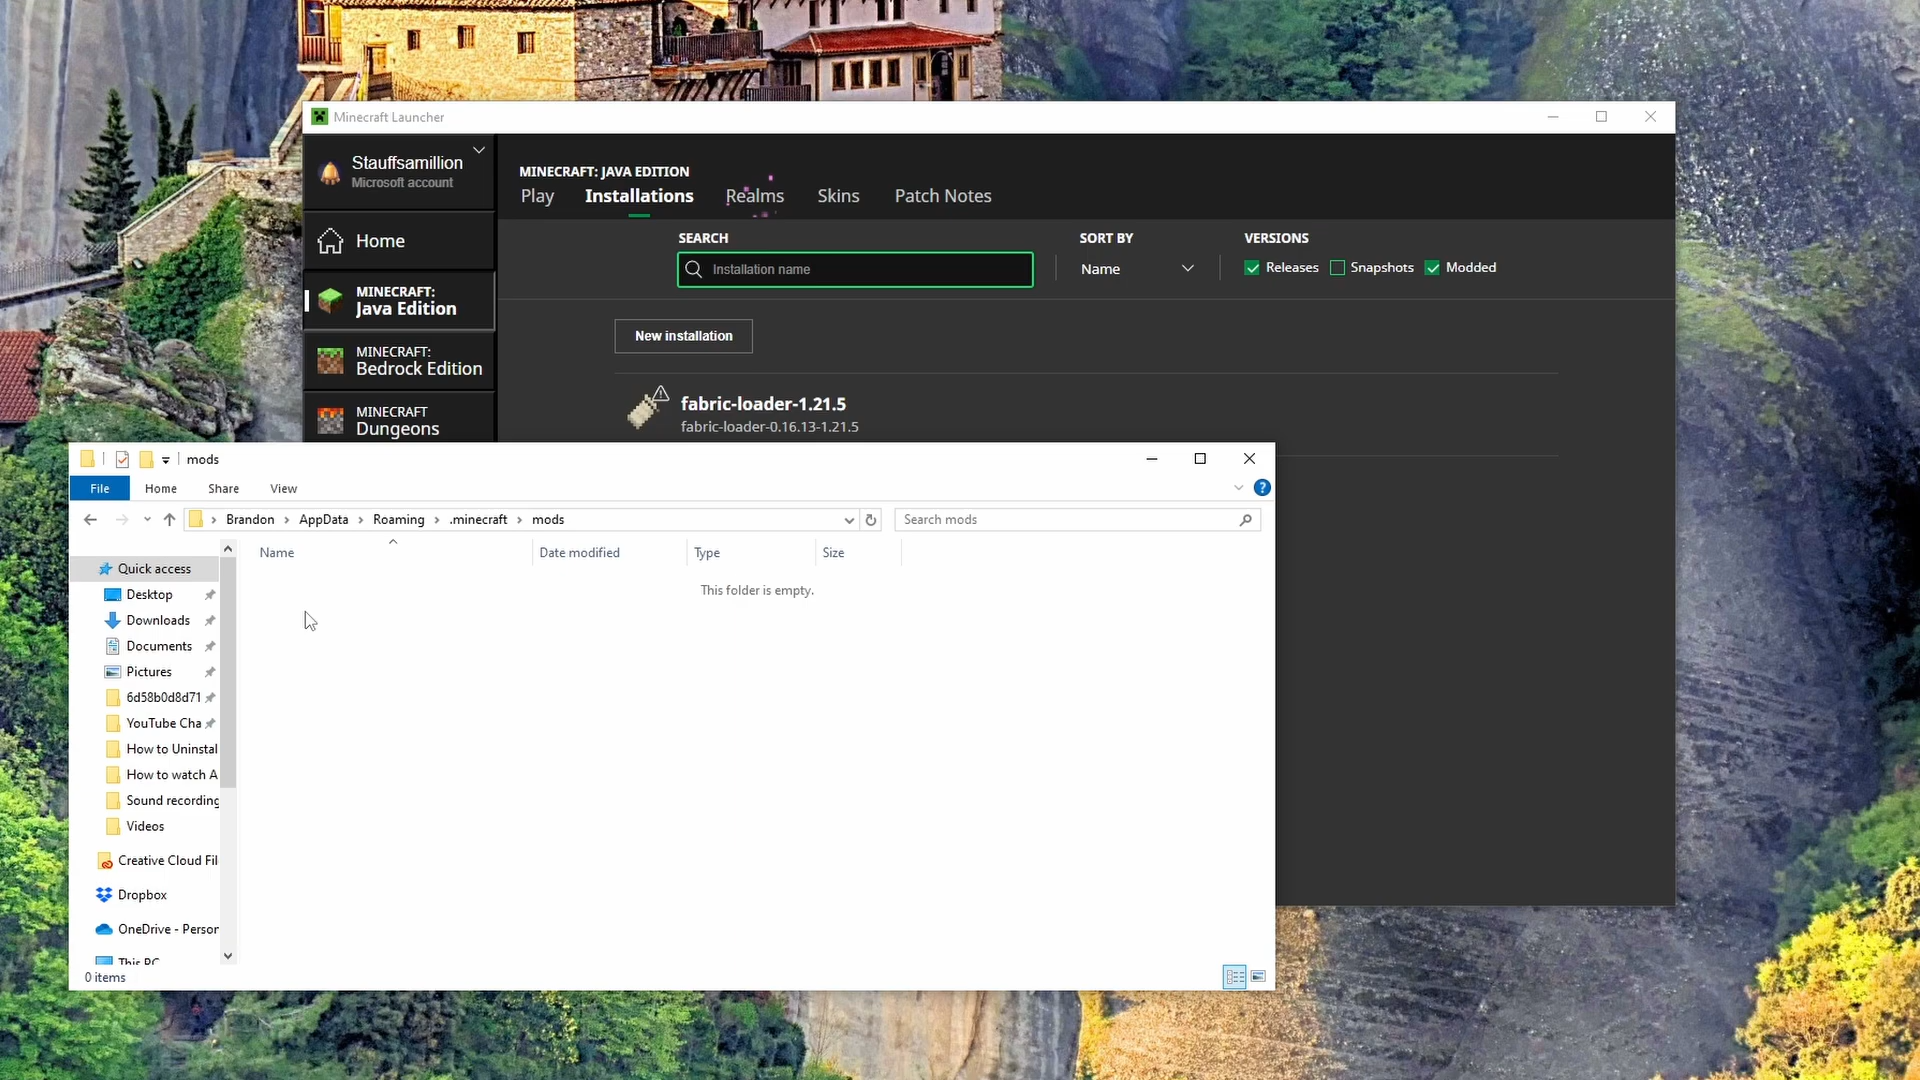 Minecraft Launcher
Stauffsamillion
Microsoft account
MINECRAFT: JAVA EDITION
Play Installations Realms Skins Patch Notes
Home
MINECRAFT:
Java Edition
MINECRAFT:
Bedrock Edition
MINECRAFT
Dungeons
SEARCH SORT BY VERSIONS
Installation name Name Releases Snapshots Modded
New installation
fabric-loader-1.21.5
fabric-loader-0.16.13-1.21.5
mods
File Home Share View
Brandon AppData Roaming .minecraft mods Search mods
Name Date modified Type Size
This folder is empty.
Quick access
Desktop
Downloads
Documents
Pictures
6d58b0d8d71
YouTube Cha
How to Uninstal
How to watch A
Sound recording
Videos
Creative Cloud Fil
Dropbox
OneDrive - Person
This PC
0 items